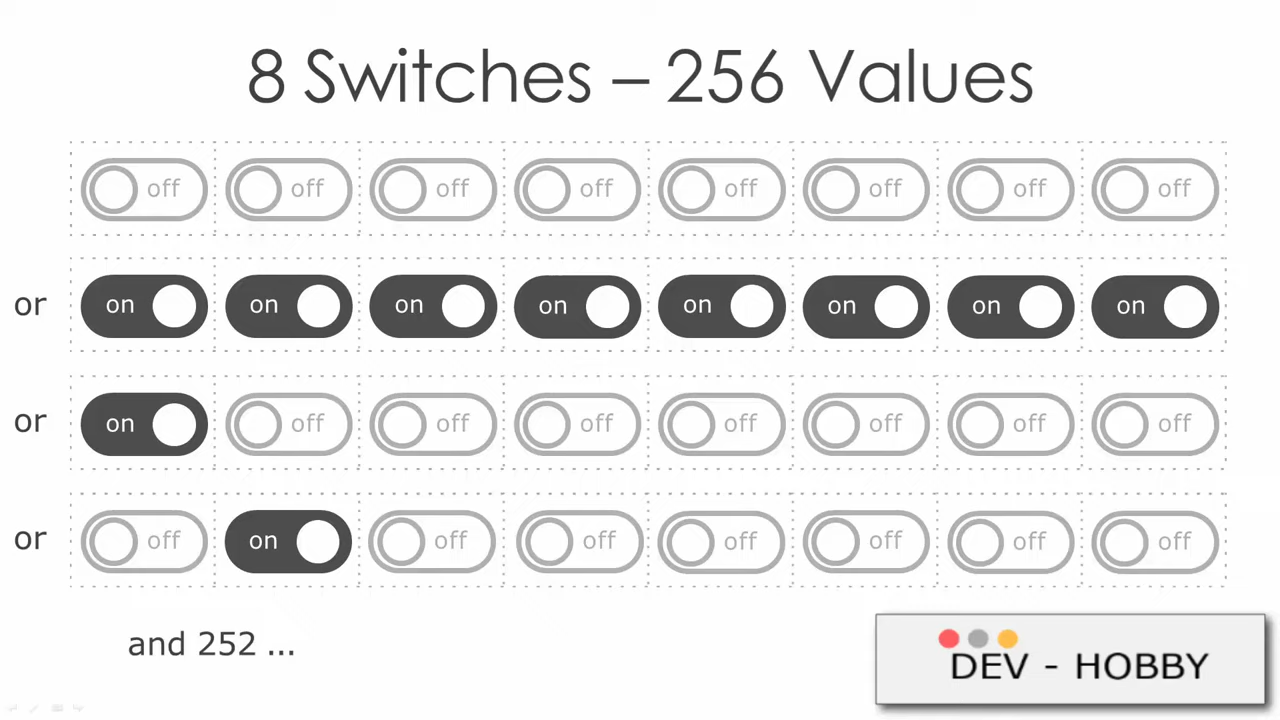 8 Switches – 256 Values
off off off off off off off off
or on on on on on on on on
or on off off off off off off off
or off on off off off off off off
and 252 ...
DEV - HOBBY